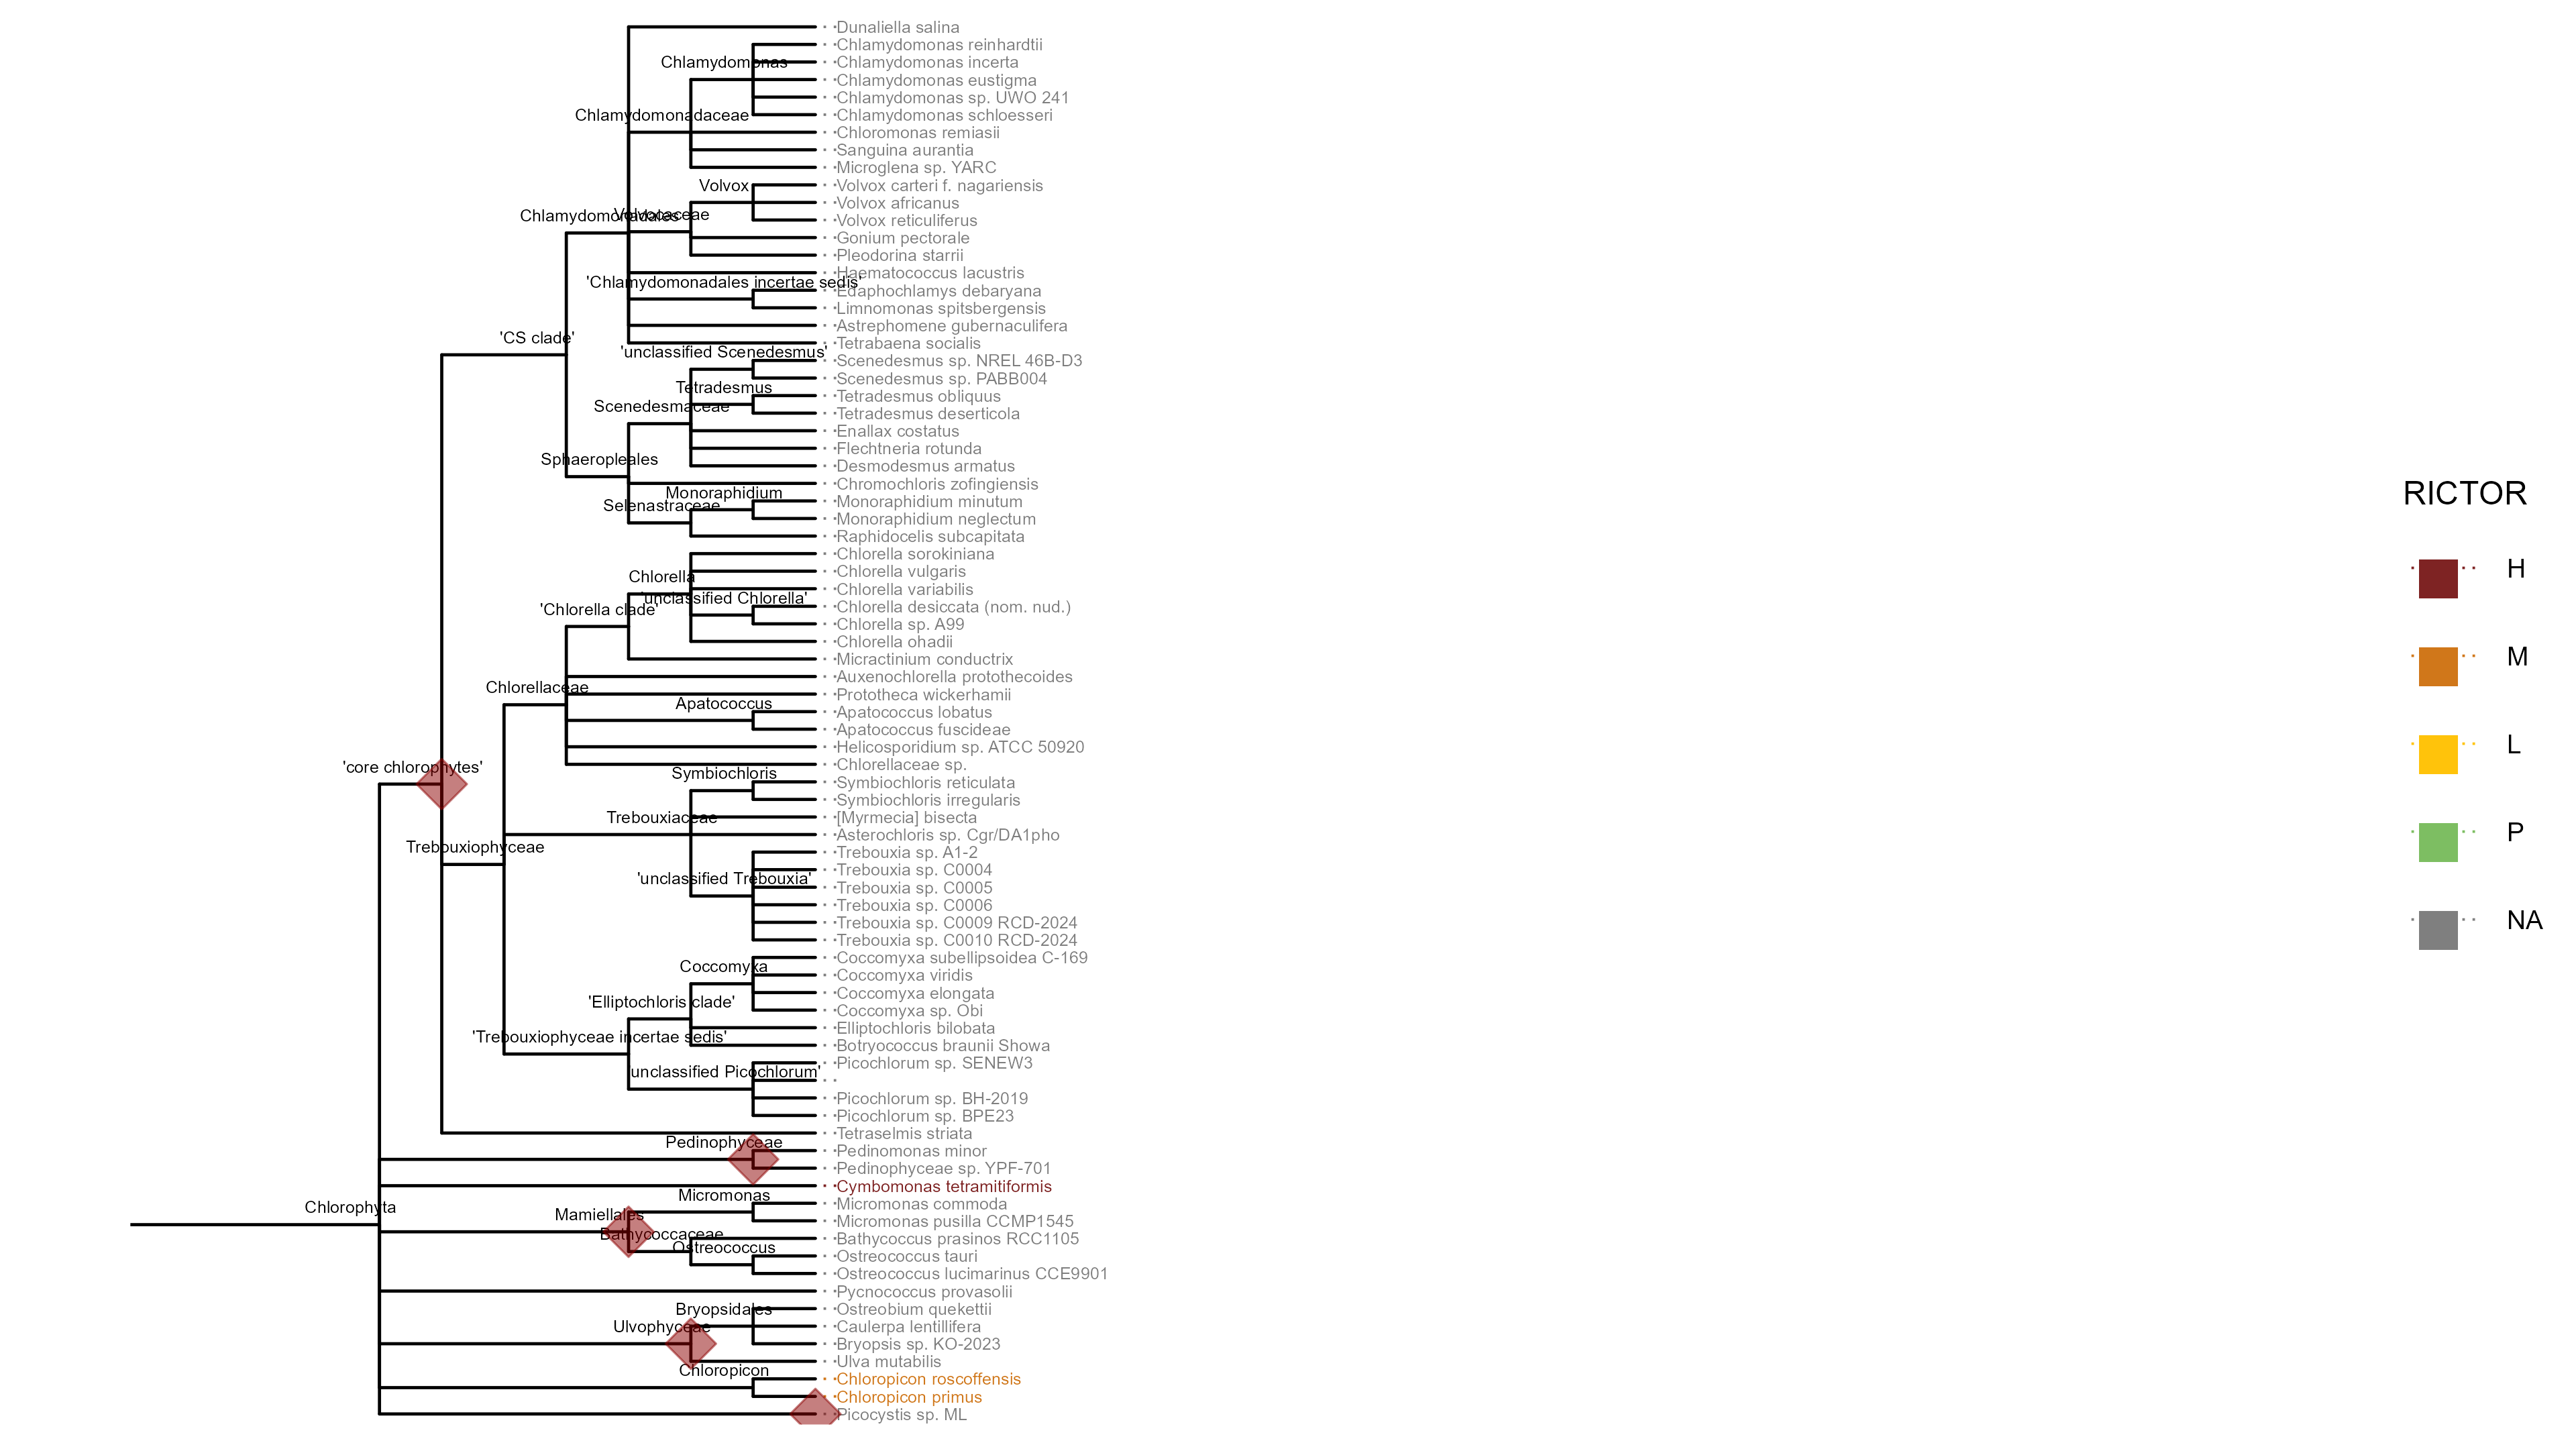 Dunaliella salina
Chlamydomonas reinhardtii
Chlamydomonas
Chlamydomonas incerta
Chlamydomonas eustigma
Chlamydomonas sp. UWO 241
Chlamydomonadaceae
Chlamydomonas schloesseri
Chloromonas remiasii
Sanguina aurantia
Microglena sp. YARC
Volvox
Volvox carteri f. nagariensis
Volvox africanus
Chlamydomonadales
Volvocaceae
Volvox reticuliferus
Gonium pectorale
Pleodorina starrii
Haematococcus lacustris
'Chlamydomonadales incertae sedis'
Edaphochlamys debaryana
Limnomonas spitsbergensis
Astrephomene gubernaculifera
'CS clade'
Tetrabaena socialis
'unclassified Scenedesmus'
Scenedesmus sp. NREL 46B-D3
Scenedesmus sp. PABB004
Tetradesmus
Tetradesmus obliquus
Scenedesmaceae
Tetradesmus deserticola
Enallax costatus
Flechtneria rotunda
Sphaeropleales
Desmodesmus armatus
Chromochloris zofingiensis
Monoraphidium
Monoraphidium minutum
Selenastraceae
Monoraphidium neglectum
Raphidocelis subcapitata
Chlorella sorokiniana
Chlorella
Chlorella vulgaris
Chlorella variabilis
'unclassified Chlorella'
'Chlorella clade'
Chlorella desiccata (nom. nud.)
Chlorella sp. A99
Chlorella ohadii
Micractinium conductrix
Auxenochlorella protothecoides
Chlorellaceae
Prototheca wickerhamii
Apatococcus
Apatococcus lobatus
Apatococcus fuscideae
Helicosporidium sp. ATCC 50920
'core chlorophytes'
Chlorellaceae sp.
Symbiochloris
Symbiochloris reticulata
Symbiochloris irregularis
Trebouxiaceae
[Myrmecia] bisecta
Asterochloris sp. Cgr/DA1pho
Trebouxiophyceae
Trebouxia sp. A1-2
Trebouxia sp. C0004
'unclassified Trebouxia'
Trebouxia sp. C0005
Trebouxia sp. C0006
Trebouxia sp. C0009 RCD-2024
Trebouxia sp. C0010 RCD-2024
Coccomyxa
Coccomyxa subellipsoidea C-169
Coccomyxa viridis
Coccomyxa elongata
'Elliptochloris clade'
Coccomyxa sp. Obi
Elliptochloris bilobata
'Trebouxiophyceae incertae sedis'
Botryococcus braunii Showa
Picochlorum sp. SENEW3
unclassified Picochlorum'
Picochlorum sp. BH-2019
Picochlorum sp. BPE23
Tetraselmis striata
Pedinophyceae
Pedinomonas minor
Pedinophyceae sp. YPF-701
Cymbomonas tetramitiformis
Micromonas
Micromonas commoda
Chlorophyta
Mamiellales
Micromonas pusilla CCMP1545
Bathycoccaceae
Bathycoccus prasinos RCC1105
Ostreococcus
Ostreococcus tauri
Ostreococcus lucimarinus CCE9901
Pycnococcus provasolii
Bryopsidales
Ostreobium quekettii
Ulvophyceae
Caulerpa lentillifera
Bryopsis sp. KO-2023
Ulva mutabilis
Chloropicon
Chloropicon roscoffensis
Chloropicon primus
Picocystis sp. ML
RICTOR
H
M
L
P
NA